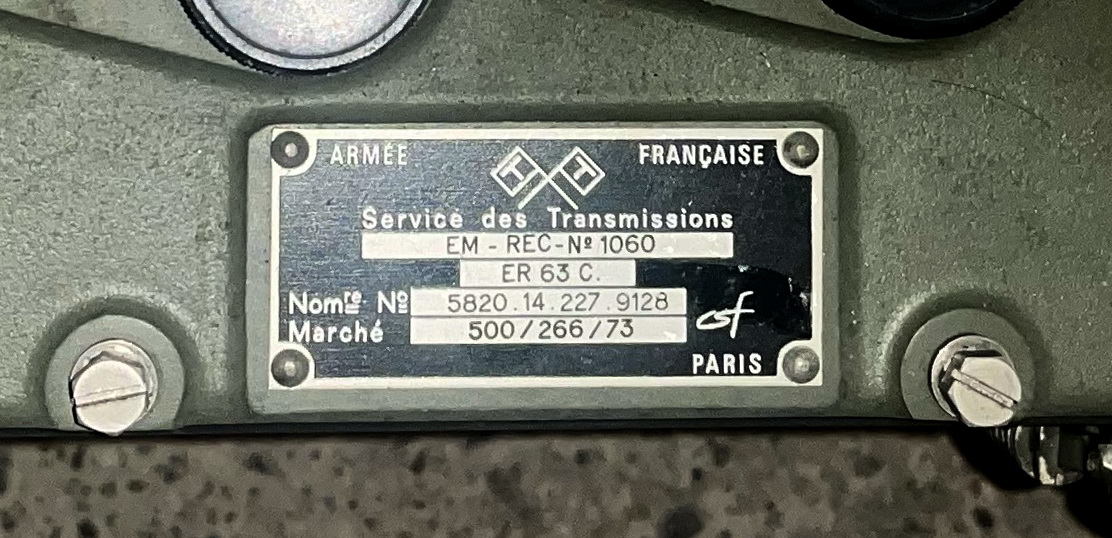 ARMÉE FRANÇAISE
T T
Service des Transmissions
EM - REC - Nº 1060
ER 63 C.
Nomre Nº 5820.14.227.9128
Marché 500/266/73
csf
PARIS